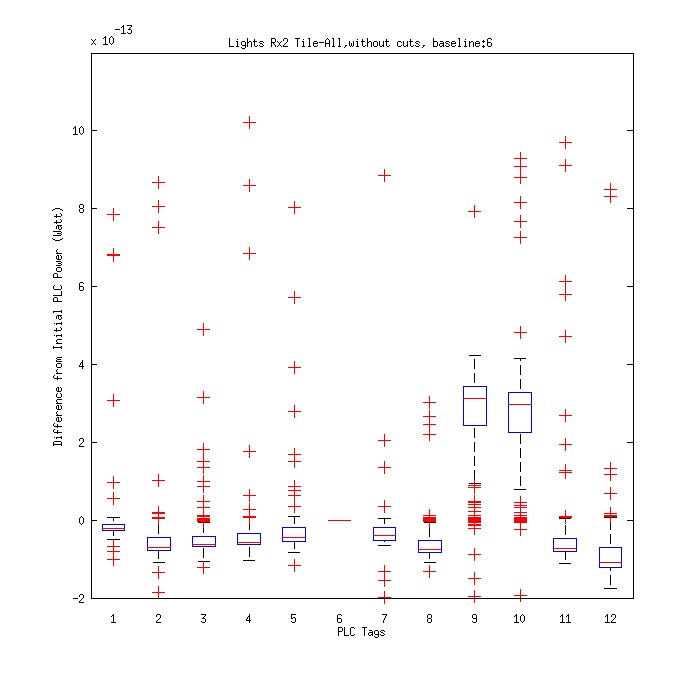 Lights Rx2 Tile-All,without cuts, baseline:6
x 10^-13
10
8
6
4
2
0
-2
Difference from Initial PLC Power (Watt)
1 2 3 4 5 6 7 8 9 10 11 12
PLC Tags